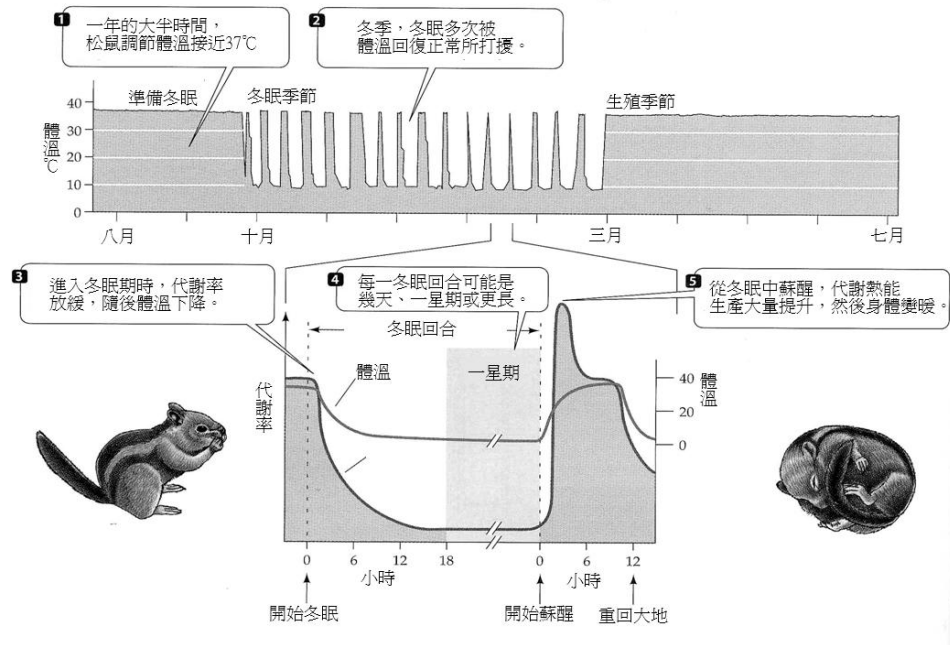 1
一年的大半時間，
松鼠調節體溫接近37℃
2
冬季，冬眠多次被
體溫回復正常所打擾。
準備冬眠
冬眠季節
生殖季節
體溫℃
40
30
20
10
0
八月
十月
三月
七月
3
進入冬眠期時，代謝率
放緩，隨後體溫下降。
4
每一冬眠回合可能是
幾天、一星期或更長。
5
從冬眠中蘇醒，代謝熱能
生產大量提升，然後身體變暖
冬眠回合
體溫
一星期
代謝率
40
20
0
體溫
0
6
12
18
0
6
12
小時
小時
開始冬眠
開始蘇醒
重回大地